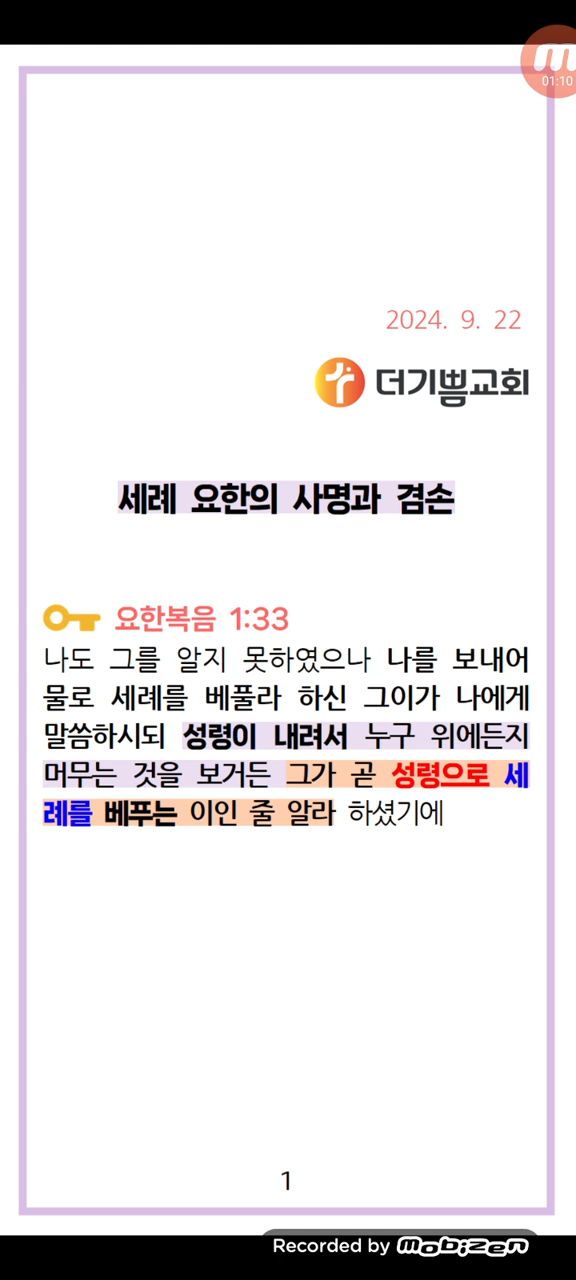 m
01:10
2024. 9. 22
더기쁨교회
세례 요한의 사명과 겸손
요한복음 1:33
나도 그를 알지 못하였으나 나를 보내어
물로 세례를 베풀라 하신 그이가 나에게
말씀하시되 성령이 내려서 누구 위에든지
머무는 것을 보거든 그가 곧 성령으로 세
례를 베푸는 이인 줄 알라 하셨기에
1
Recorded by mobizen